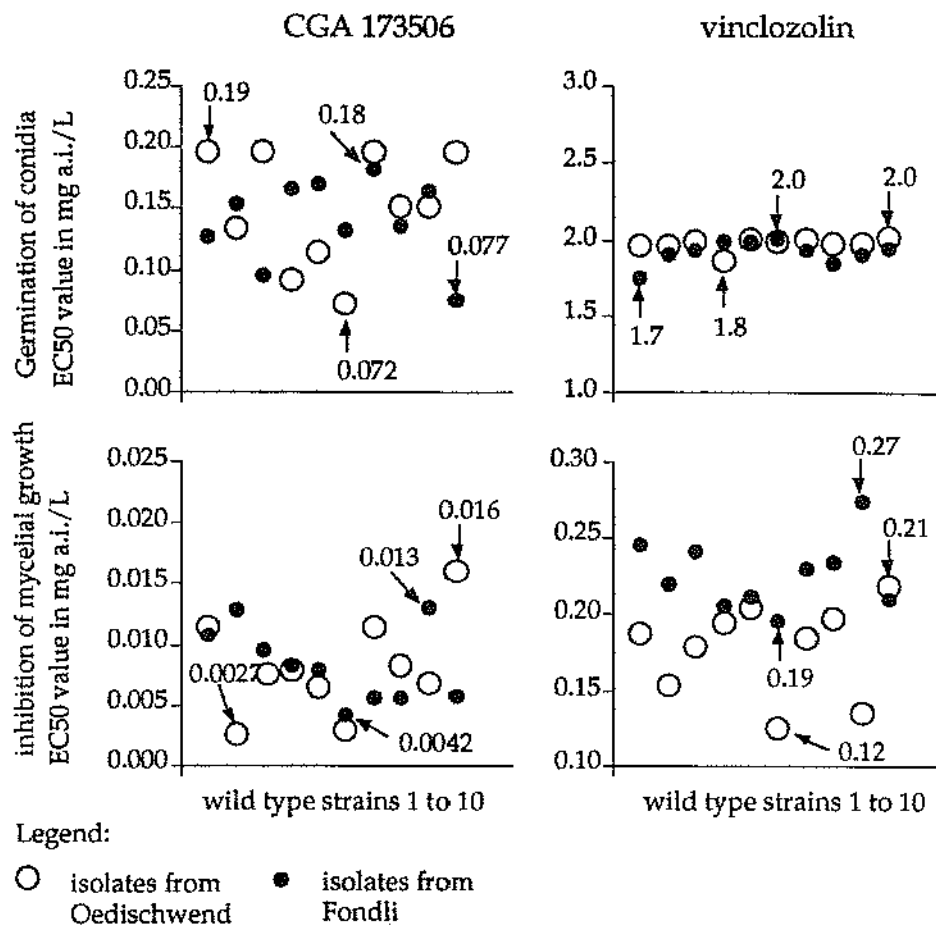 CGA 173506
vinclozolin
Germination of conidia
EC50 value in mg a.i./L
0.25
0.20
0.15
0.10
0.05
0.00
0.19
0.18
0.077
0.072
3.0
2.5
2.0
1.5
1.0
2.0
2.0
1.7
1.8
inhibition of mycelial growth
EC50 value in mg a.i./L
0.025
0.020
0.015
0.010
0.005
0.000
0.016
0.013
0.0027
0.0042
0.30
0.25
0.20
0.15
0.10
0.27
0.21
0.19
0.12
wild type strains 1 to 10
wild type strains 1 to 10
Legend:
isolates from
Oedischwend
isolates from
Fondli